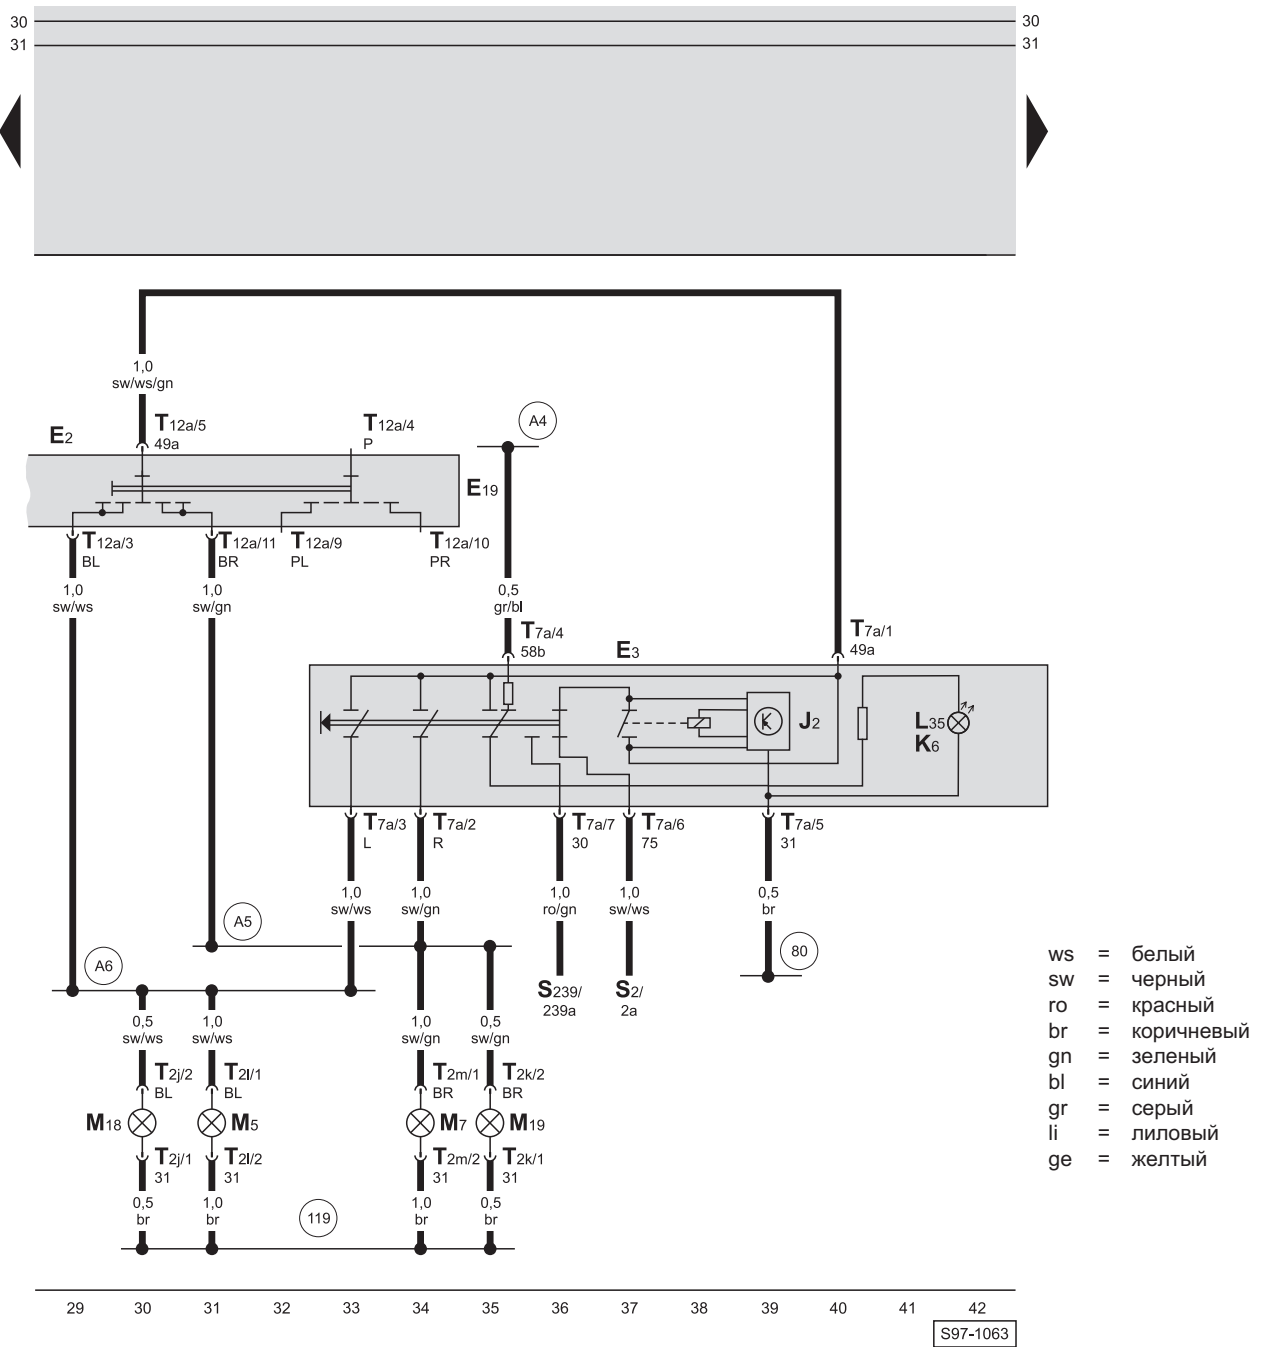 30 30
31 31
1,0
sw/ws/gn
E2
T12a/5
49a
T12a/4
P
A4
E19
T12a/3
BL
T12a/11
BR
T12a/9
PL
T12a/10
PR
1,0
sw/ws
1,0
sw/gn
0,5
gr/bl
T7a/4
58b
E3
T7a/1
49a
J2
L35
K6
T7a/3
L
T7a/2
R
T7a/7
30
T7a/6
75
T7a/5
31
1,0
sw/ws
1,0
sw/gn
1,0
ro/gn
1,0
sw/ws
0,5
br
A5
A6
80
S239/
239a
S2/
2a
0,5
sw/ws
1,0
sw/ws
1,0
sw/gn
0,5
sw/gn
T2j/2
BL
T2l/1
BL
T2m/1
BR
T2k/2
BR
M18
M5
M7
M19
T2j/1
31
T2l/2
31
T2m/2
31
T2k/1
31
0,5
br
1,0
br
119
1,0
br
0,5
br
ws = белый
sw = черный
ro = красный
br = коричневый
gn = зеленый
bl = синий
gr = серый
li = лиловый
ge = желтый
29 30 31 32 33 34 35 36 37 38 39 40 41 42
S97-1063